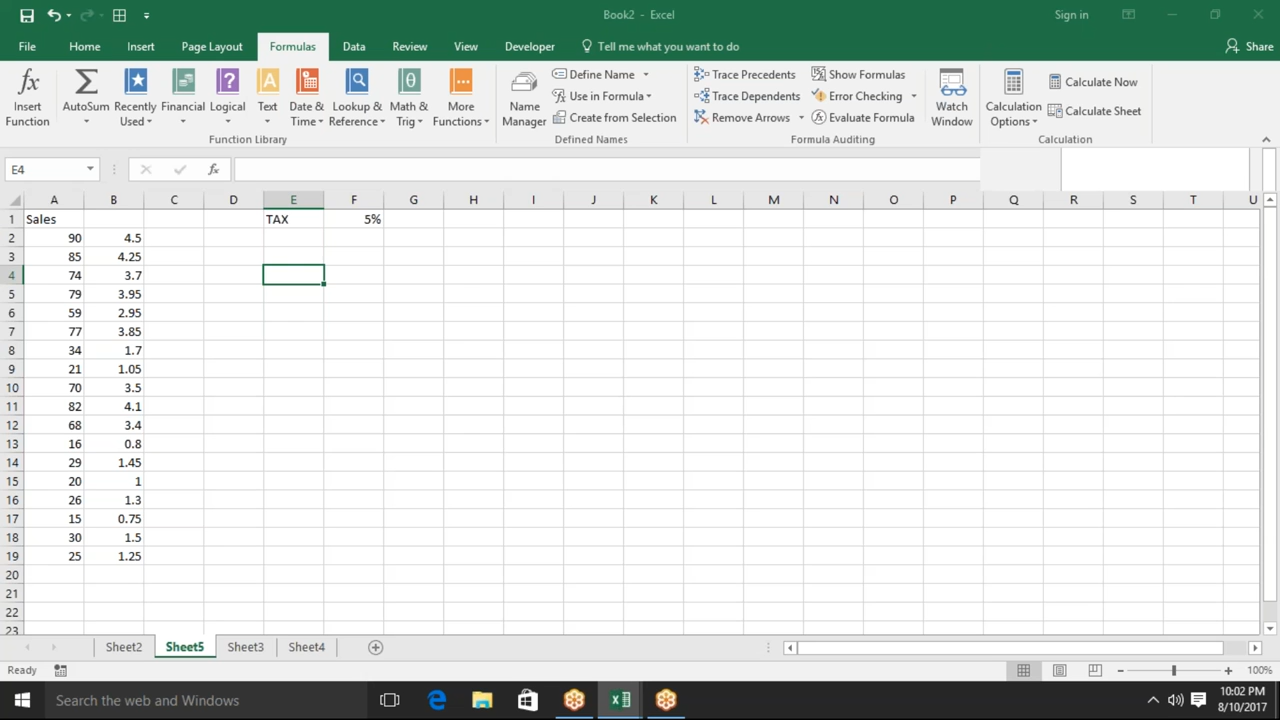 Book2 - Excel
Sign in
File Home Insert Page Layout Formulas Data Review View Developer Tell me what you want to do Share
Insert Function
AutoSum
Recently Used
Financial
Logical
Text
Date & Time
Lookup & Reference
Math & Trig
More Functions
Function Library
Name Manager
Define Name
Use in Formula
Create from Selection
Defined Names
Trace Precedents
Trace Dependents
Remove Arrows
Show Formulas
Error Checking
Evaluate Formula
Formula Auditing
Watch Window
Calculation Options
Calculate Now
Calculate Sheet
Calculation
E4 fx
A B C D E F G H I J K L M N O P Q R S T U
1 Sales TAX 5%
2 90 4.5
3 85 4.25
4 74 3.7
5 79 3.95
6 59 2.95
7 77 3.85
8 34 1.7
9 21 1.05
10 70 3.5
11 82 4.1
12 68 3.4
13 16 0.8
14 29 1.45
15 20 1
16 26 1.3
17 15 0.75
18 30 1.5
19 25 1.25
20
21
22
23
Sheet2 Sheet5 Sheet3 Sheet4
Ready 100%
Search the web and Windows
10:02 PM
8/10/2017